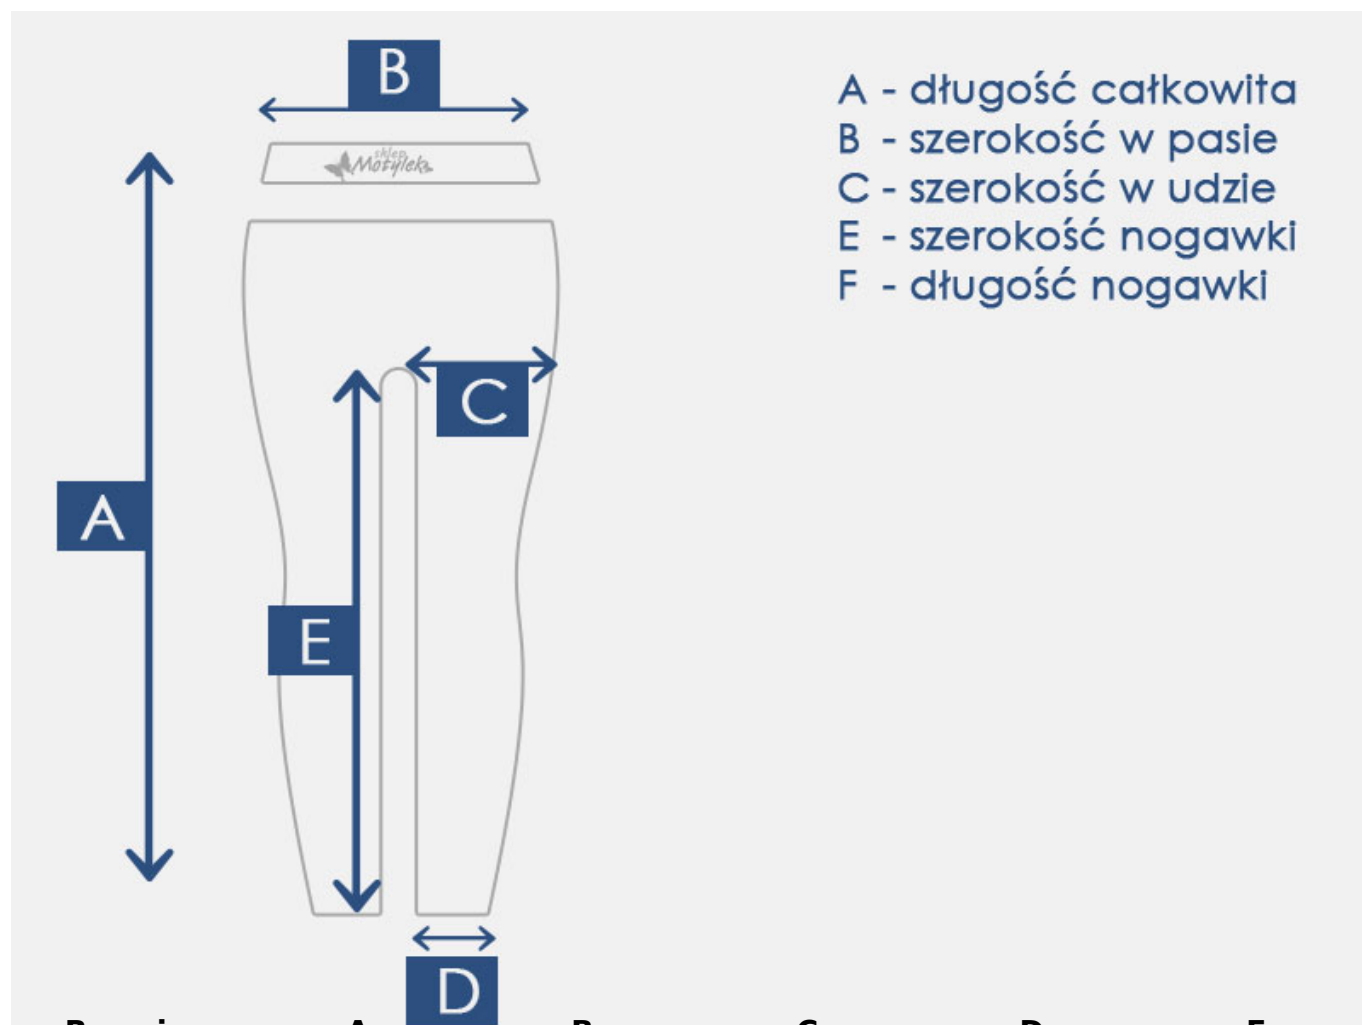 B
A - długość całkowita
B - szerokość w pasie
C - szerokość w udzie
E - szerokość nogawki
F - długość nogawki
sklep
Motylek
C
A
E
D